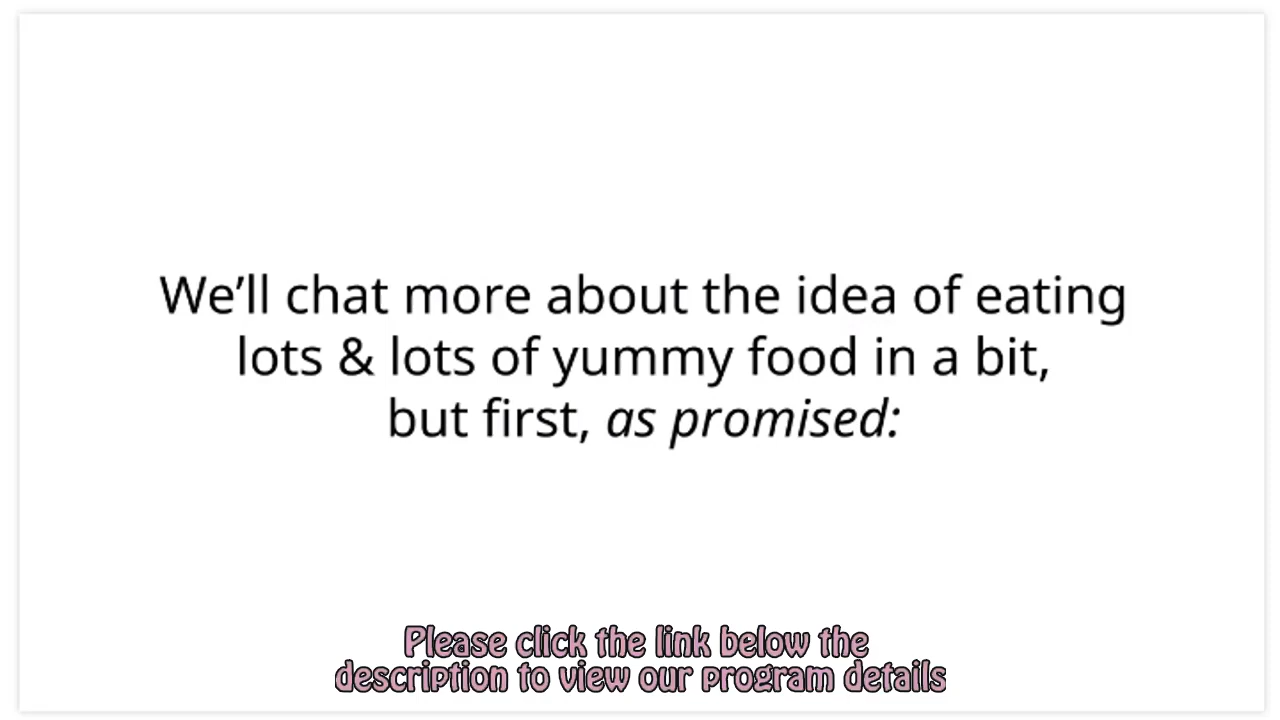 We’ll chat more about the idea of eating
lots & lots of yummy food in a bit,
but first, as promised:
Please click the link below the
description to view our program details